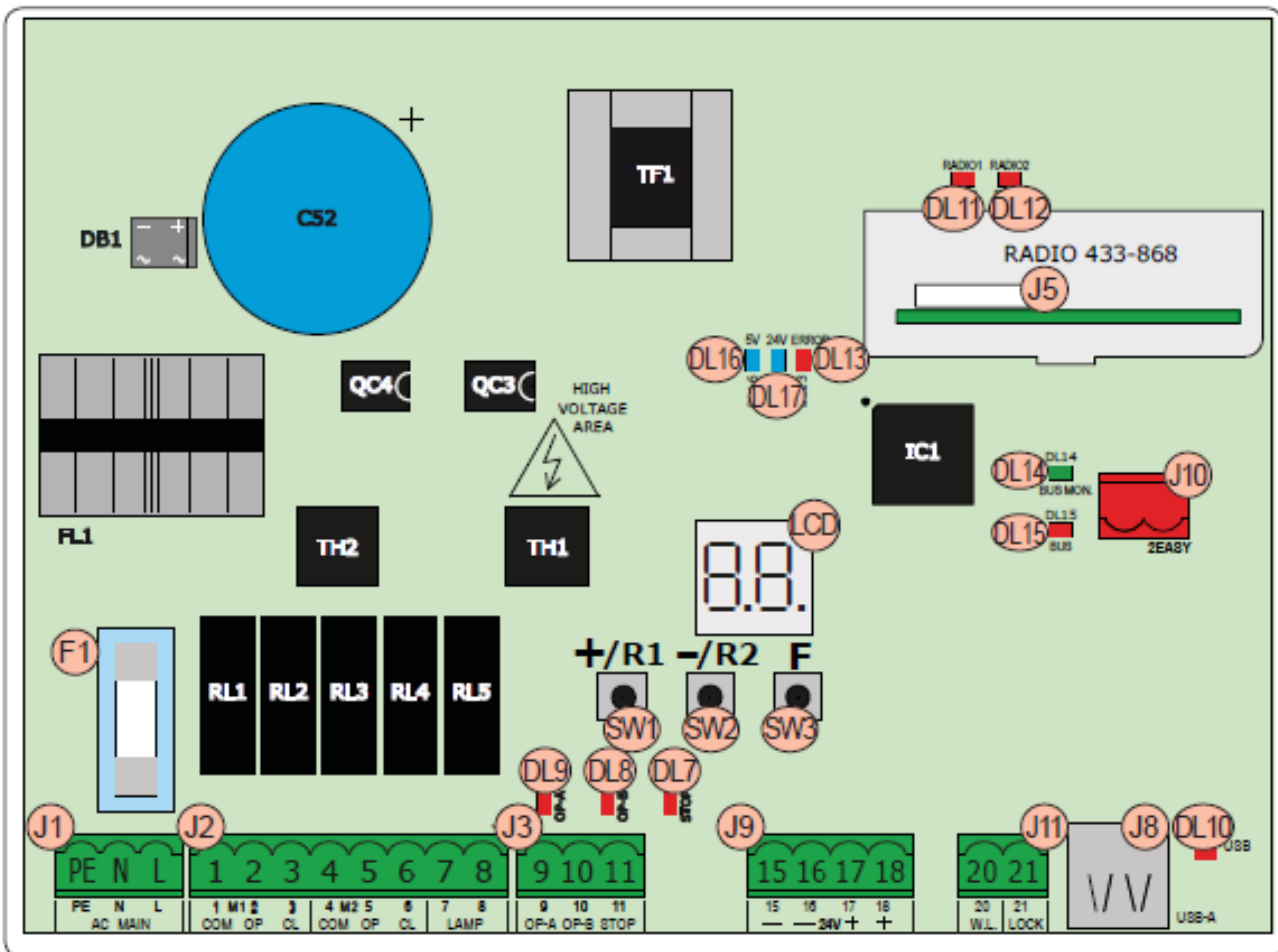 +
TF1
RADIO1 RADIO2
DL11 DL12
C52
DB1
- +
~ ~
RADIO 433-868
J5
5V 24V ERROR
DL16 DL13
DL17
QC4 QC3
HIGH
VOLTAGE
AREA
IC1
DL14 DL14
BUS MON.
J10
DL15 DL15
BUS
2EASY
FL1
TH2 TH1
LCD
8.8.
F1
+/R1 -/R2 F
RL1 RL2 RL3 RL4 RL5
SW1 SW2 SW3
DL9 DL8 DL7
OP-A OP-B STOP
J1 J2 J3 J9 J11 J8 DL10
USB
PE N L 1 2 3 4 5 6 7 8 9 10 11 15 16 17 18 20 21
PE N L 1 M1 2 3 4 M2 5 6 7 8 9 10 11 15 16 17 18 20 21
AC MAIN COM OP CL COM OP CL LAMP OP-A OP-B STOP — — 24V + + W.L. LOCK
USB-A